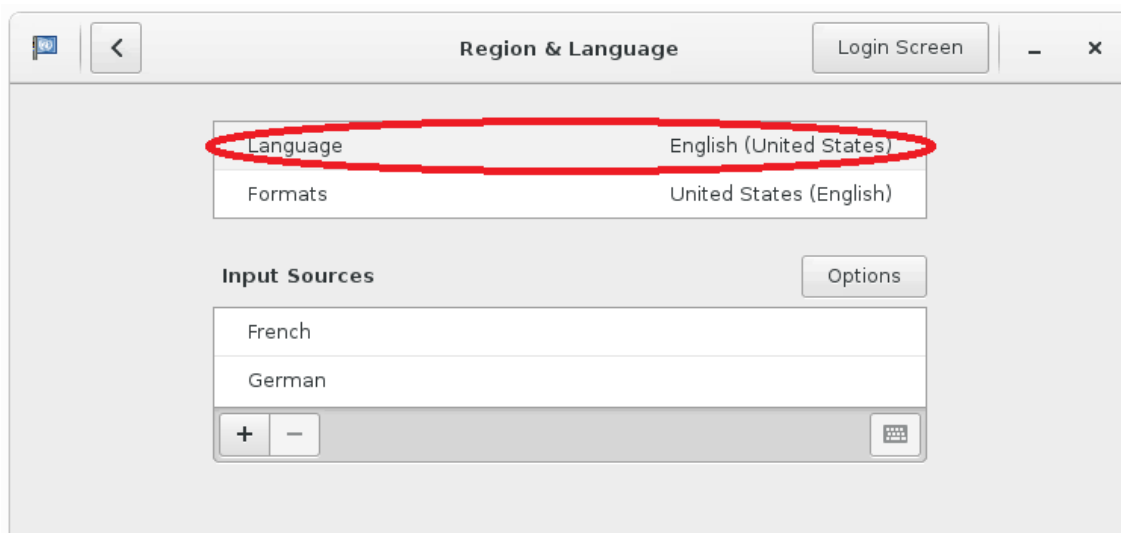 Region & Language
Login Screen
Language English (United States)
Formats United States (English)
Input Sources
Options
French
German